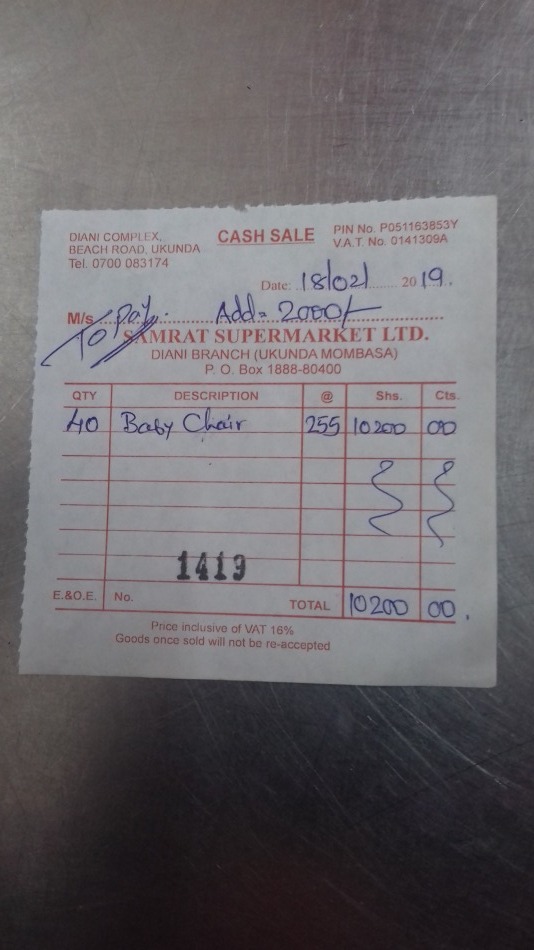 DIANI COMPLEX,
BEACH ROAD, UKUNDA
Tel. 0700 083174
CASH SALE
PIN No. P051163853Y
V.A.T. No. 0141309A
Date: 18/02/ 2019.
M/s To pay. Add= 2000/-
SAMRAT SUPERMARKET LTD.
DIANI BRANCH (UKUNDA MOMBASA)
P. O. Box 1888-80400
QTY DESCRIPTION @ Shs. Cts.
40 Baby Chair 255 10200 00
1419
E.&O.E. No. TOTAL 10200 00.
Price inclusive of VAT 16%
Goods once sold will not be re-accepted